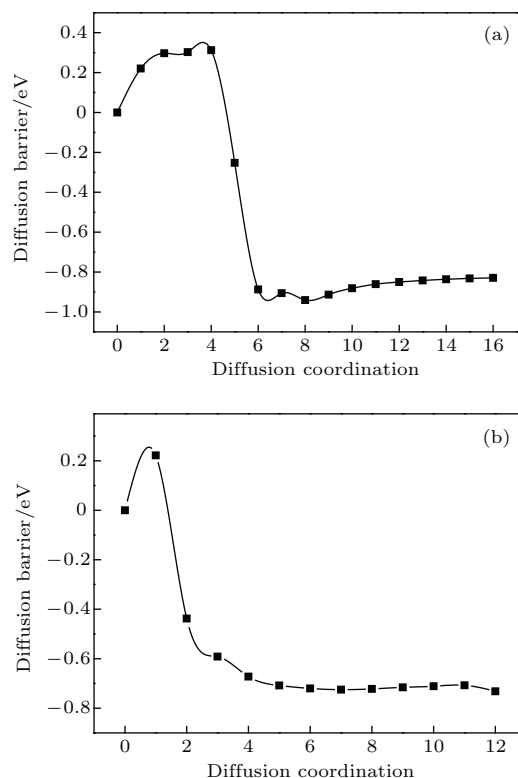 (a)
Diffusion barrier/eV
0.4
0.2
0
−0.2
−0.4
−0.6
−0.8
−1.0
0 2 4 6 8 10 12 14 16
Diffusion coordination
(b)
Diffusion barrier/eV
0.2
0
−0.2
−0.4
−0.6
−0.8
0 2 4 6 8 10 12
Diffusion coordination